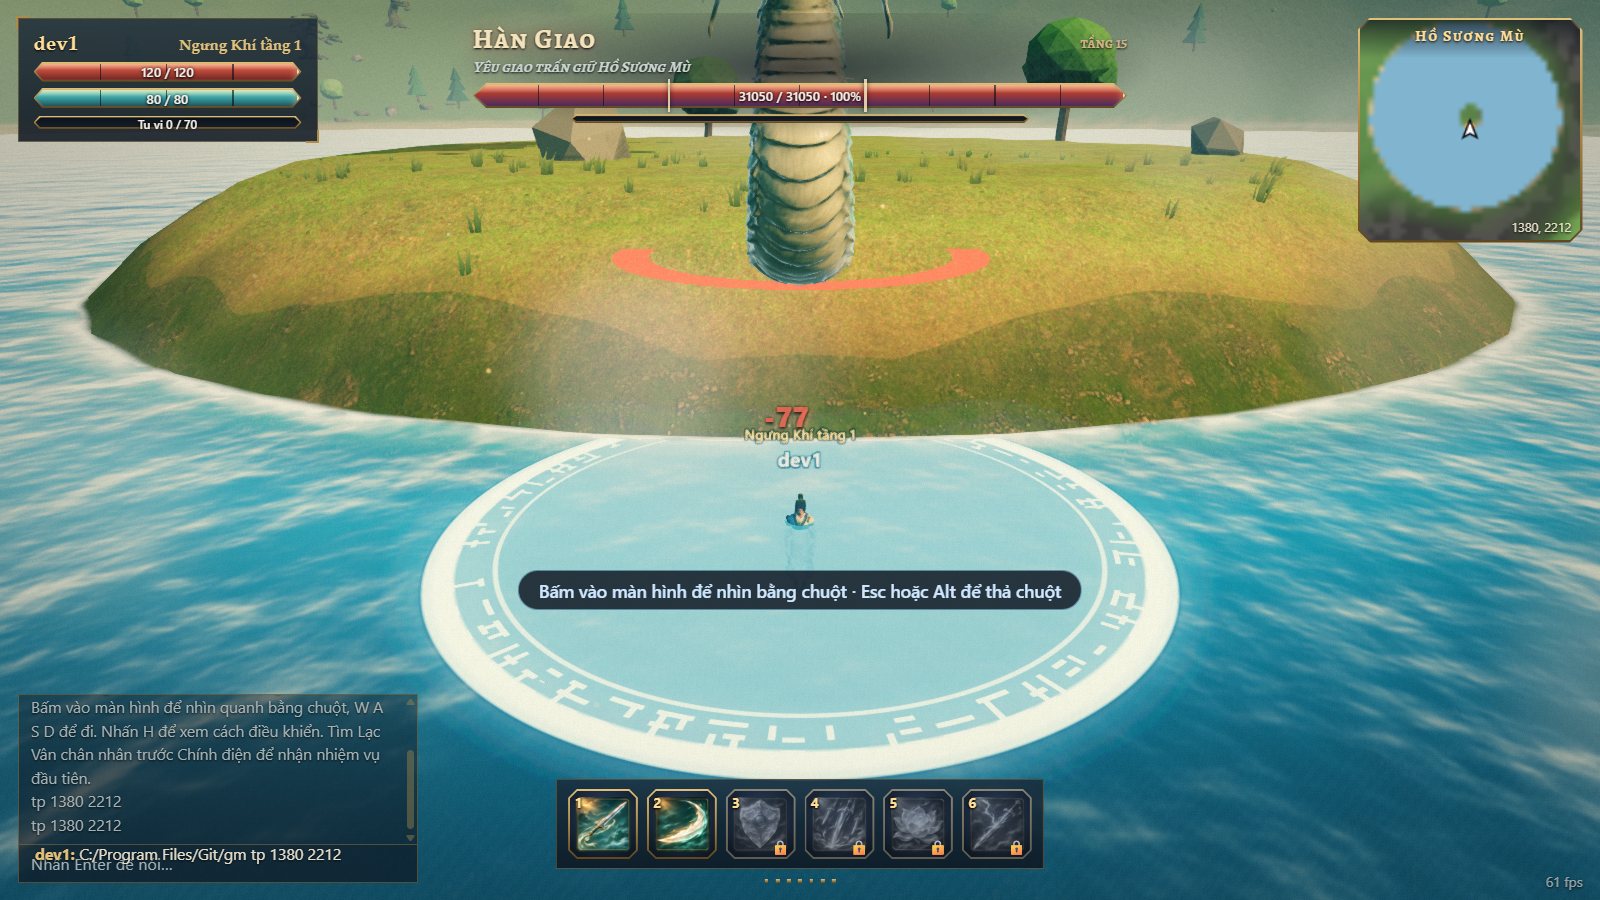 dev1
Ngưng Khí tầng 1
120 / 120
80 / 80
Tu vi 0 / 70
Hàn Giao
Tầng 15
Yêu giao trấn giữ Hồ Sương Mù
31050 / 31050 · 100%
Hồ Sương Mù
1380, 2212
-77
Ngưng Khí tầng 1
dev1
Bấm vào màn hình để nhìn bằng chuột · Esc hoặc Alt để thả chuột
Bấm vào màn hình để nhìn quanh bằng chuột, W A
S D để đi. Nhấn H để xem cách điều khiển. Tìm Lạc
Vân chân nhân trước Chính điện để nhận nhiệm vụ
đầu tiên.
tp 1380 2212
tp 1380 2212
dev1: C:/Program Files/Git/gm tp 1380 2212
Nhấn Enter để nói...
1
2
3
4
5
6
61 fps